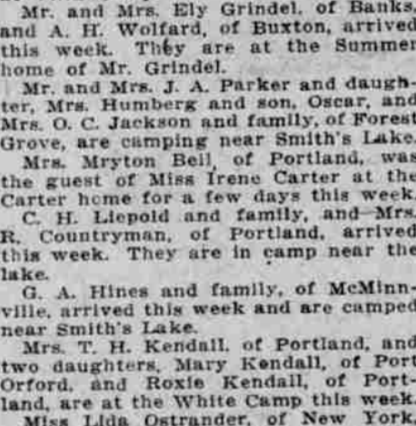 Mr. and Mrs. Ely Grindel, of Banks,
and A. H. Wolfard, of Buxton, arrived
this week. They are at the Summer
home of Mr. Grindel.
Mr. and Mrs. J. A. Parker and daugh-
ter, Mrs. Humberg and son, Oscar, and
Mrs. O. C. Jackson and family, of Forest
Grove, are camping near Smith's Lake.
Mrs. Mryton Bell, of Portland, was
the guest of Miss Irene Carter at the
Carter home for a few days this week.
C. H. Liepold and family, and Mrs.
R. Countryman, of Portland, arrived
this week. They are in camp near the
lake.
G. A. Hines and family, of McMinn-
ville, arrived this week and are camped
near Smith's Lake.
Mrs. T. H. Kendall, of Portland, and
two daughters, Mary Kendall, of Port
Orford, and Roxie Kendall, of Port-
land, are at the White Camp this week.
Miss Lida Ostrander, of New York,